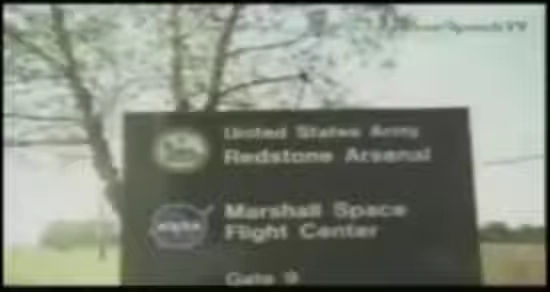 United States Army
Redstone Arsenal
Marshall Space
Flight Center
Gate 9